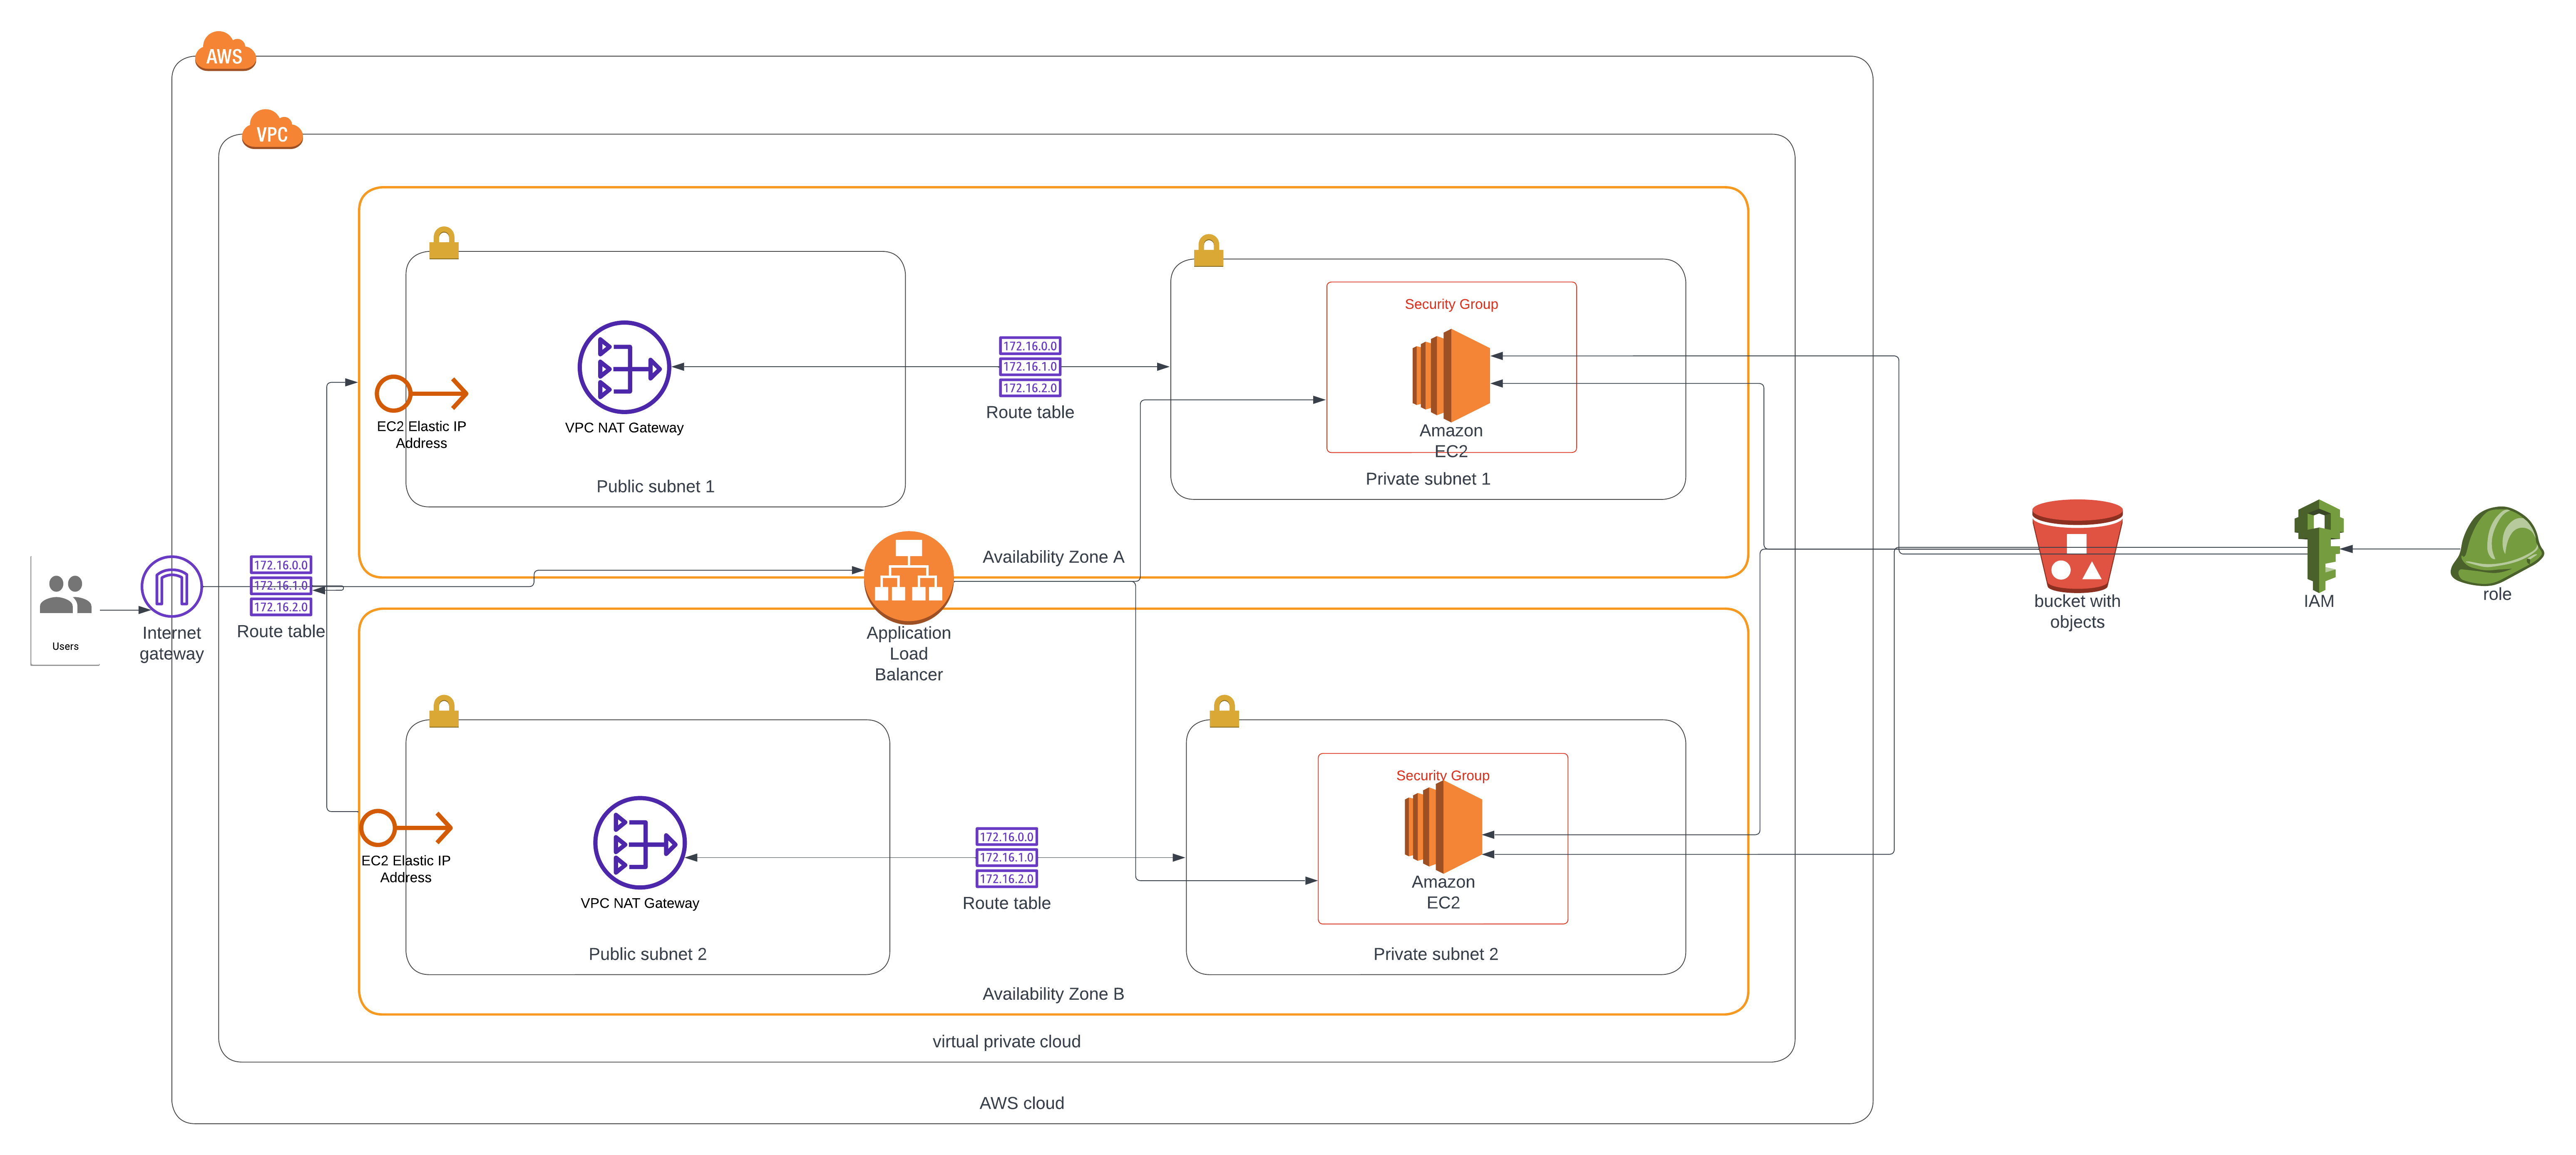 AWS
VPC
Security Group
172.16.0.0
172.16.1.0
172.16.2.0
Route table
EC2 Elastic IP
Address
VPC NAT Gateway
Amazon
EC2
Public subnet 1
Private subnet 1
Availability Zone A
Users
Internet
gateway
172.16.0.0
172.16.1.0
172.16.2.0
Route table
Application
Load
Balancer
bucket with
objects
IAM
role
Security Group
172.16.0.0
172.16.1.0
172.16.2.0
Route table
EC2 Elastic IP
Address
VPC NAT Gateway
Amazon
EC2
Public subnet 2
Private subnet 2
Availability Zone B
virtual private cloud
AWS cloud